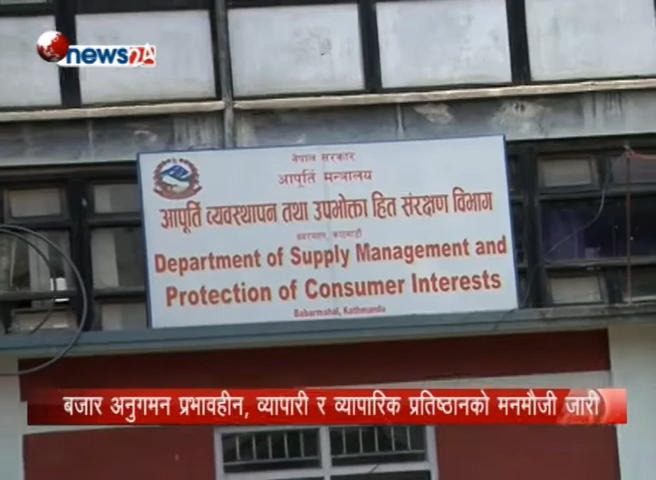 news24
नेपाल सरकार
आपूर्ति मन्त्रालय
आपूर्ति व्यवस्थापन तथा उपभोक्ता हित संरक्षण विभाग
बबरमहल, काठमाडौं
Department of Supply Management and
Protection of Consumer Interests
Babarmahal, Kathmandu
बजार अनुगमन प्रभावहीन, व्यापारी र व्यापारिक प्रतिष्ठानको मनमौजी जारी